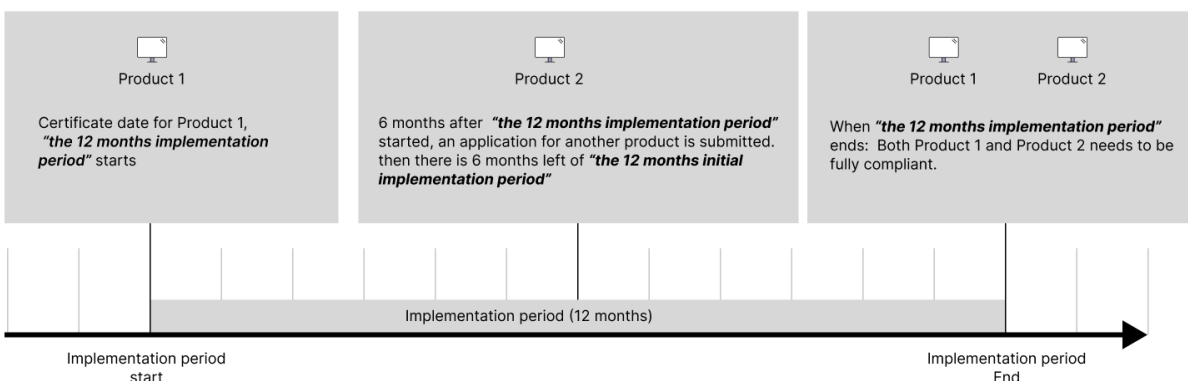 Product 1
Certificate date for Product 1,
"the 12 months implementation
period" starts
Product 2
6 months after "the 12 months implementation period"
started, an application for another product is submitted.
then there is 6 months left of "the 12 months initial
implementation period"
Product 1 Product 2
When "the 12 months implementation period"
ends: Both Product 1 and Product 2 needs to be
fully compliant.
Implementation period (12 months)
Implementation period
start
Implementation period
End